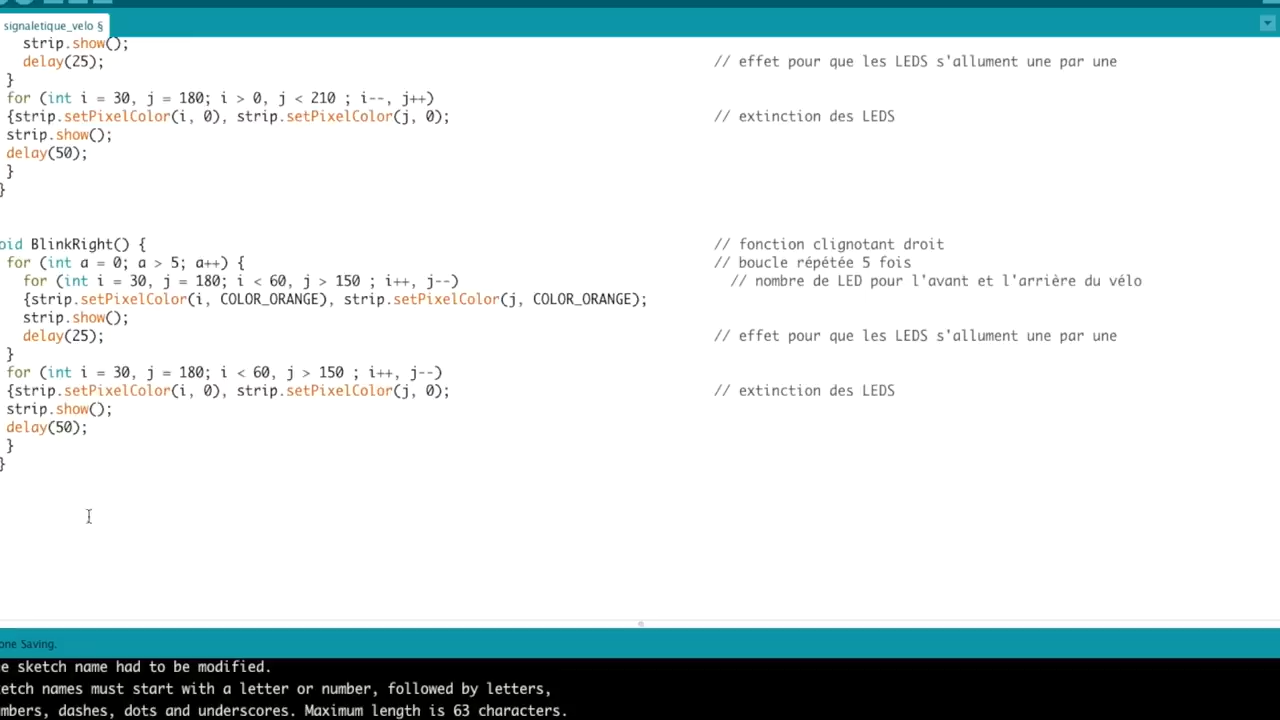 signaletique_velo §
strip.show();
delay(25); // effet pour que les LEDS s'allument une par une
}
for (int i = 30, j = 180; i > 0, j < 210 ; i--, j++)
{strip.setPixelColor(i, 0), strip.setPixelColor(j, 0); // extinction des LEDS
strip.show();
delay(50);
}
}
oid BlinkRight() { // fonction clignotant droit
for (int a = 0; a > 5; a++) { // boucle répétée 5 fois
for (int i = 30, j = 180; i < 60, j > 150 ; i++, j--) // nombre de LED pour l'avant et l'arrière du vélo
{strip.setPixelColor(i, COLOR_ORANGE), strip.setPixelColor(j, COLOR_ORANGE);
strip.show();
delay(25); // effet pour que les LEDS s'allument une par une
}
for (int i = 30, j = 180; i < 60, j > 150 ; i++, j--)
{strip.setPixelColor(i, 0), strip.setPixelColor(j, 0); // extinction des LEDS
strip.show();
delay(50);
}
}
one Saving.
e sketch name had to be modified.
etch names must start with a letter or number, followed by letters,
mbers, dashes, dots and underscores. Maximum length is 63 characters.